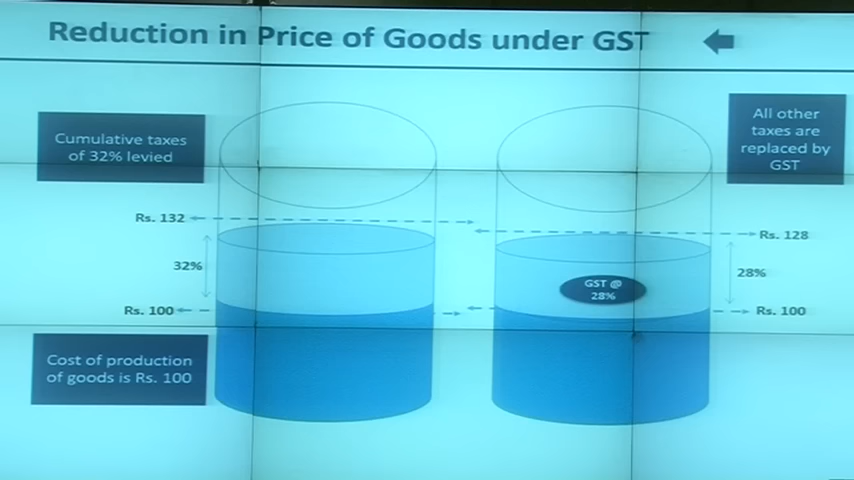 Reduction in Price of Goods under GST
Cumulative taxes
of 32% levied
All other
taxes are
replaced by
GST
Rs. 132
Rs. 128
32%
28%
GST @
28%
Rs. 100
Rs. 100
Cost of production
of goods is Rs. 100